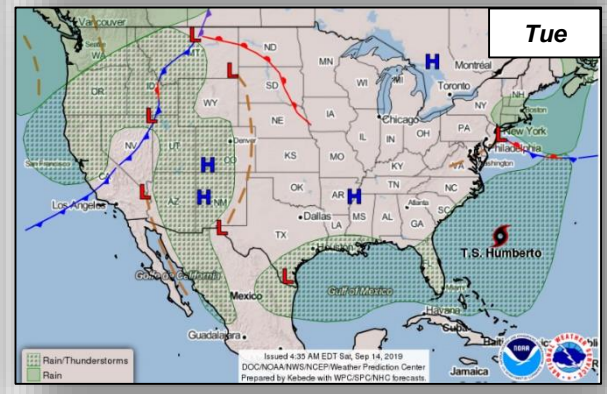 Tue
Vancouver
Seattle
WA
MT
ND
MN
Montréal
OR
ID
SD
WI
MI
Toronto
NH
Boston
WY
NE
IA
Chicago
NY
New York
PA
Philadelphia
Washington
NV
UT
Denver
CO
IL
IN
OH
San Francisco
CA
KS
MO
KY
VA
Los Angeles
AZ
NM
OK
AR
TN
NC
Atlanta
SC
Dallas
MS
AL
GA
TX
LA
Houston
T.S. Humberto
Golfo de California
Gulf of Mexico
Miami
Mexico
Havana
Cuba
Guadalajara
Jamaica
L
L
L
L
L
L
L
H
H
H
H
Rain/Thunderstorms
Rain
Issued 4:35 AM EDT Sat, Sep 14, 2019
DOC/NOAA/NWS/NCEP/Weather Prediction Center
Prepared by Kebede with WPC/SPC/NHC forecasts.
NOAA